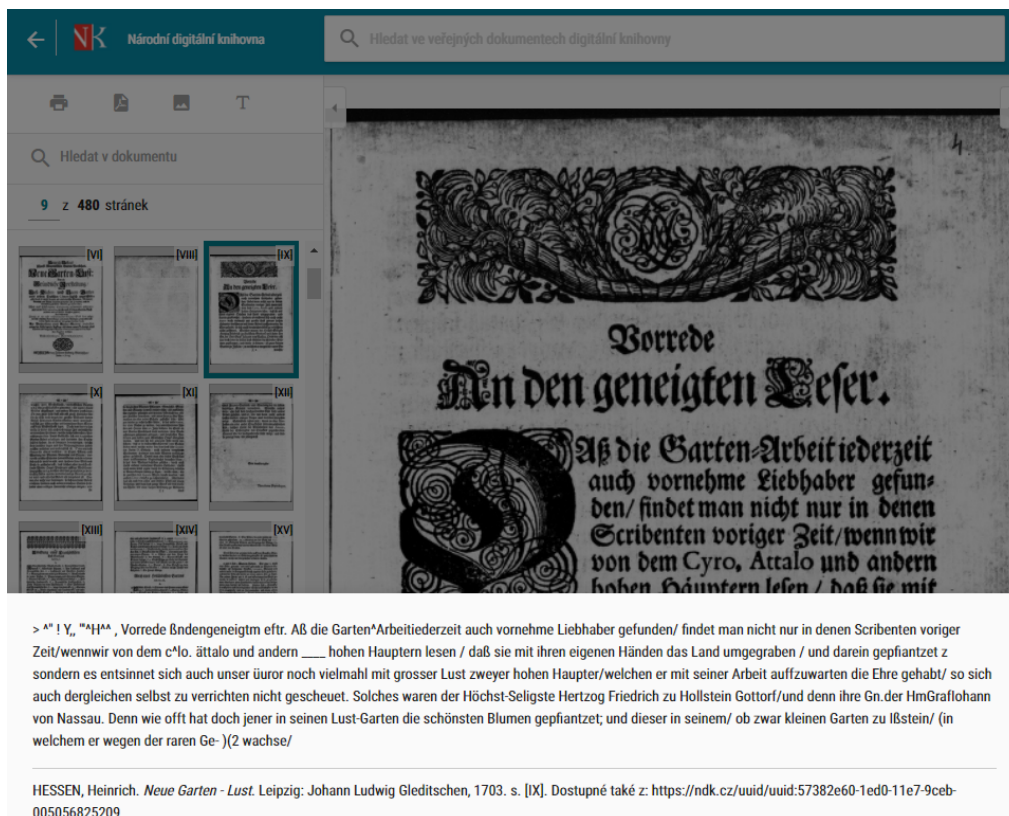 NK Národní digitální knihovna
Hledat ve veřejných dokumentech digitální knihovny
T
Hledat v dokumentu
9 z 480 stránek
[VI]
[VIII]
[IX]
[X]
[XI]
[XII]
[XIII]
[XIV]
[XV]
4
Vorrede
An den geneigten Leser.
DAß die Garten-Arbeit iederzeit
auch vornehme Liebhaber gefun-
den/ findet man nicht nur in denen
Scribenten voriger Zeit/ wenn wir
von dem Cyro, Attalo und andern
hohen Häuptern lesen / daß sie mit
> ^" ! Y,, '"^H^^ , Vorrede ßndengeneigtm eftr. Aß die Garten^Arbeitiederzeit auch vornehme Liebhaber gefunden/ findet man nicht nur in denen Scribenten voriger
Zeit/wennwir von dem c^lo. ättalo und andern ____ hohen Hauptern lesen / daß sie mit ihren eigenen Händen das Land umgegraben / und darein gepfiantzet z
sondern es entsinnet sich auch unser üuror noch vielmahl mit grosser Lust zweyer hohen Haupter/welchen er mit seiner Arbeit auffzuwarten die Ehre gehabt/ so sich
auch dergleichen selbst zu verrichten nicht gescheuet. Solches waren der Höchst-Seligste Hertzog Friedrich zu Hollstein Gottorf/und denn ihre Gn.der HmGraflohann
von Nassau. Denn wie offt hat doch jener in seinen Lust-Garten die schönsten Blumen gepfiantzet; und dieser in seinem/ ob zwar kleinen Garten zu Ißstein/ (in
welchem er wegen der raren Ge- )(2 wachse/
HESSEN, Heinrich. Neue Garten - Lust. Leipzig: Johann Ludwig Gleditschen, 1703. s. [IX]. Dostupné také z: https://ndk.cz/uuid/uuid:57382e60-1ed0-11e7-9ceb-
005056825209